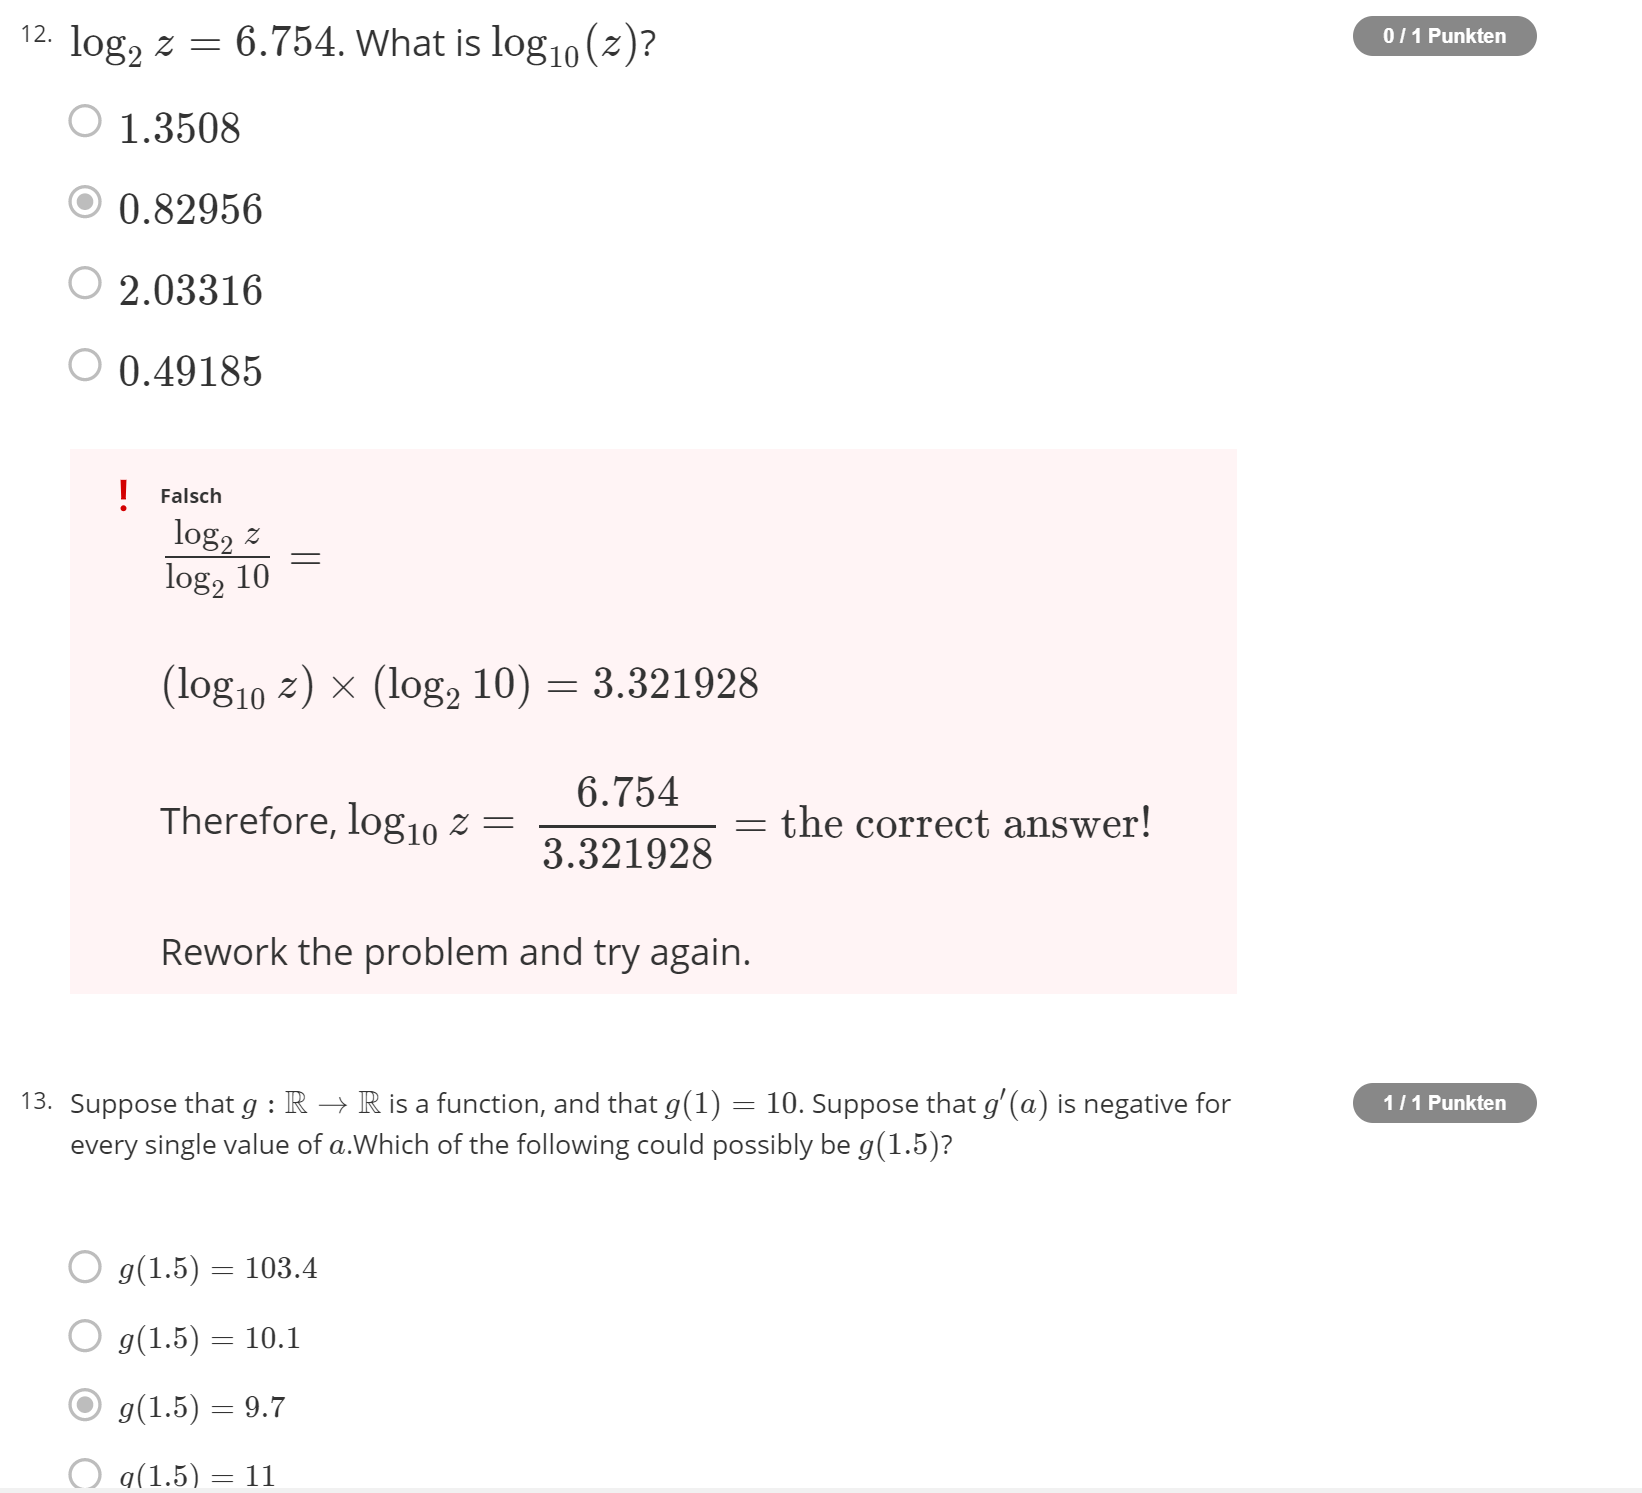 12. log₂ z = 6.754. What is log₁₀(z)?
0 / 1 Punkten
1.3508
0.82956
2.03316
0.49185
! Falsch
log₂ z / log₂ 10 =
(log₁₀ z) × (log₂ 10) = 3.321928
Therefore, log₁₀ z = 6.754 / 3.321928 = the correct answer!
Rework the problem and try again.
13. Suppose that g : ℝ → ℝ is a function, and that g(1) = 10. Suppose that g′(a) is negative for
1 / 1 Punkten
every single value of a.Which of the following could possibly be g(1.5)?
g(1.5) = 103.4
g(1.5) = 10.1
g(1.5) = 9.7
g(1.5) = 11